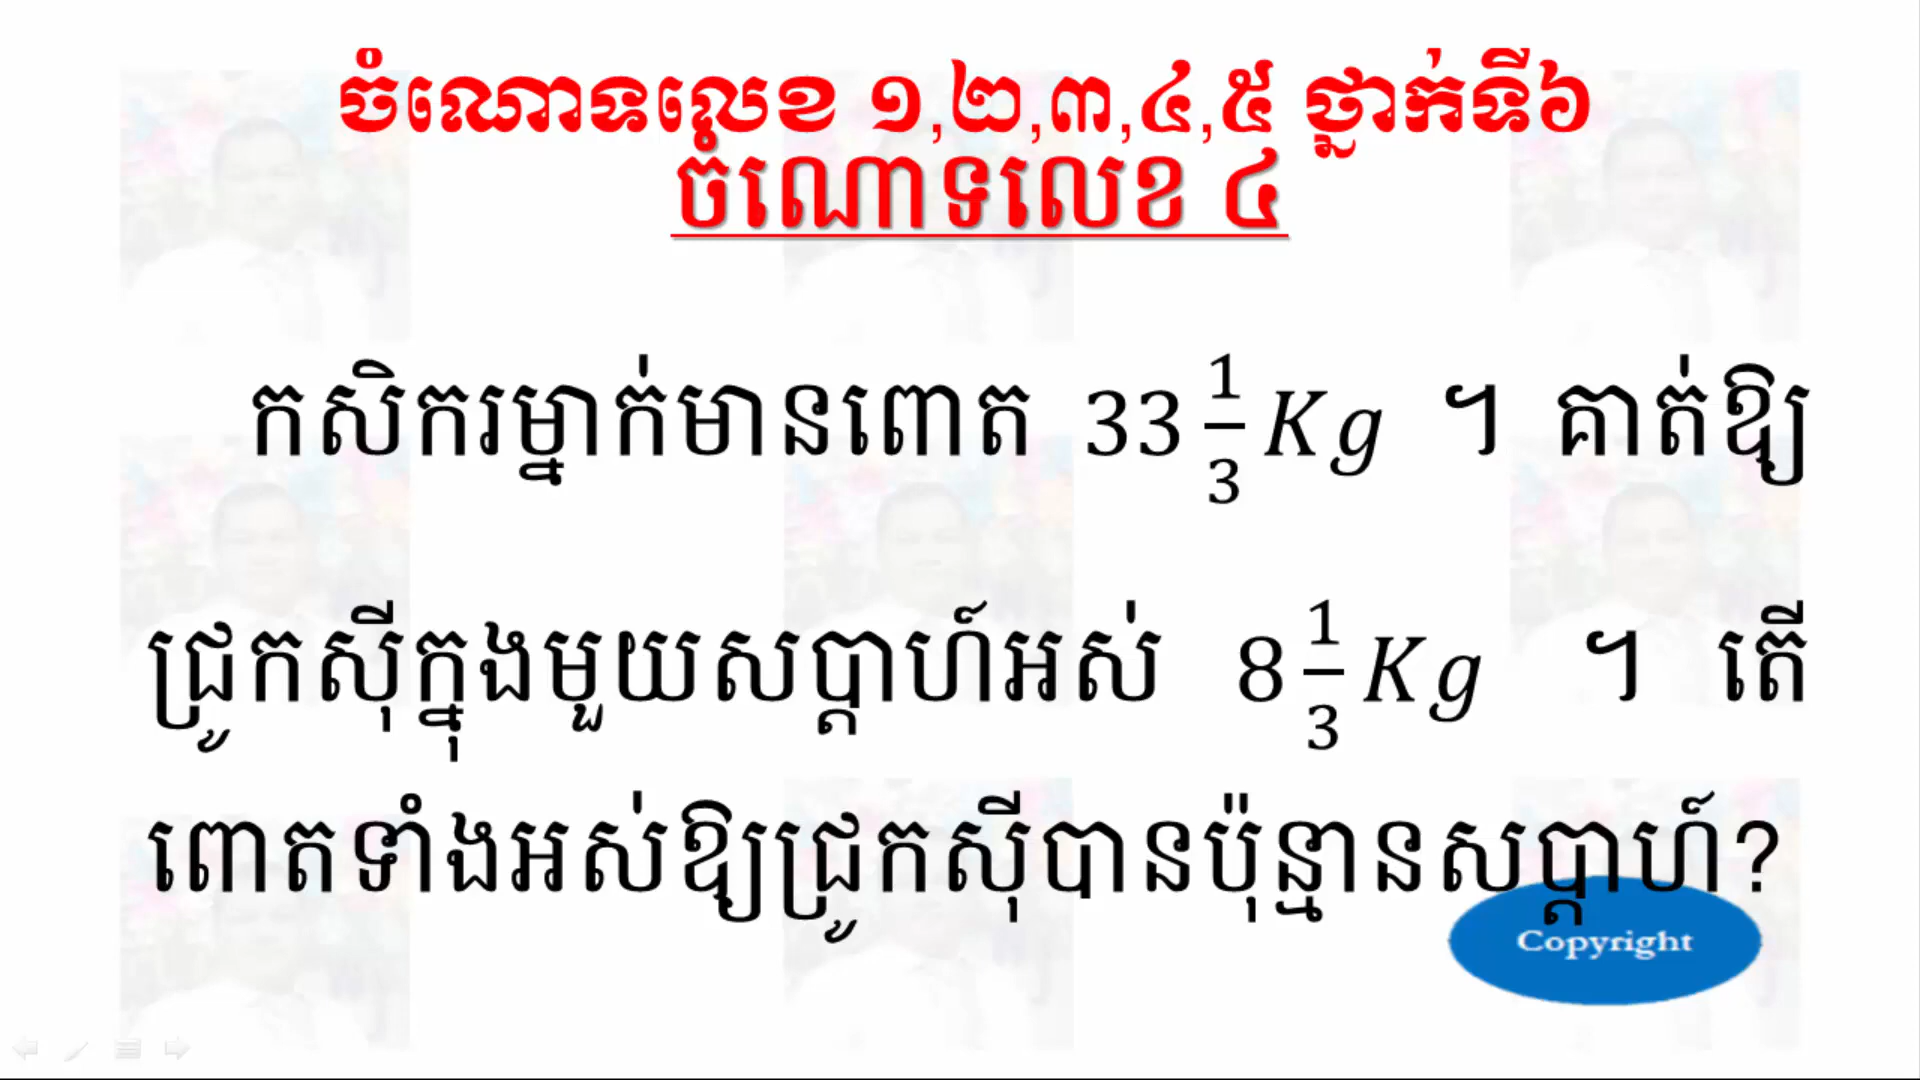 ចំណោទលេខ ១,២,៣,៤,៥ ថ្នាក់ទី៦
ចំណោទលេខ ៤
កសិករម្នាក់មានពោត 33 1/3 Kg ។ គាត់ឱ្យ
ជ្រូកស៊ីក្នុងមួយសប្តាហ៍អស់ 8 1/3 Kg ។ តើ
ពោតទាំងអស់ឱ្យជ្រូកស៊ីបានប៉ុន្មានសប្តាហ៍?
Copyright